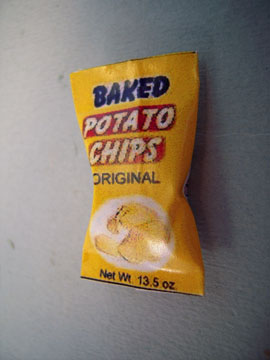 BAKED
POTATO
CHIPS
ORIGINAL
Net Wt. 13.5 oz.